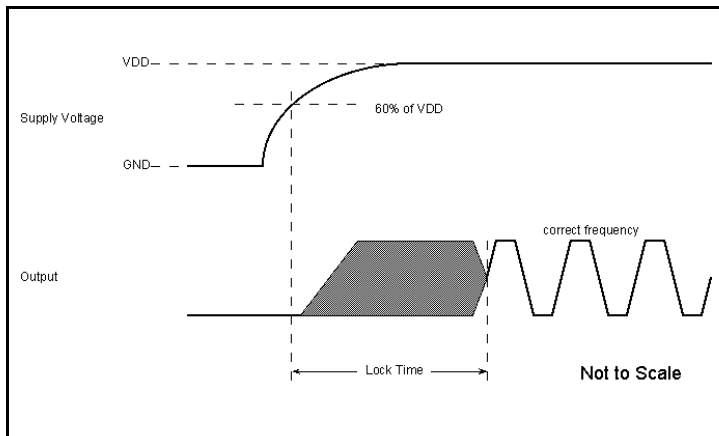 VDD
60% of VDD
Supply Voltage
GND
correct frequency
Output
Lock Time
Not to Scale